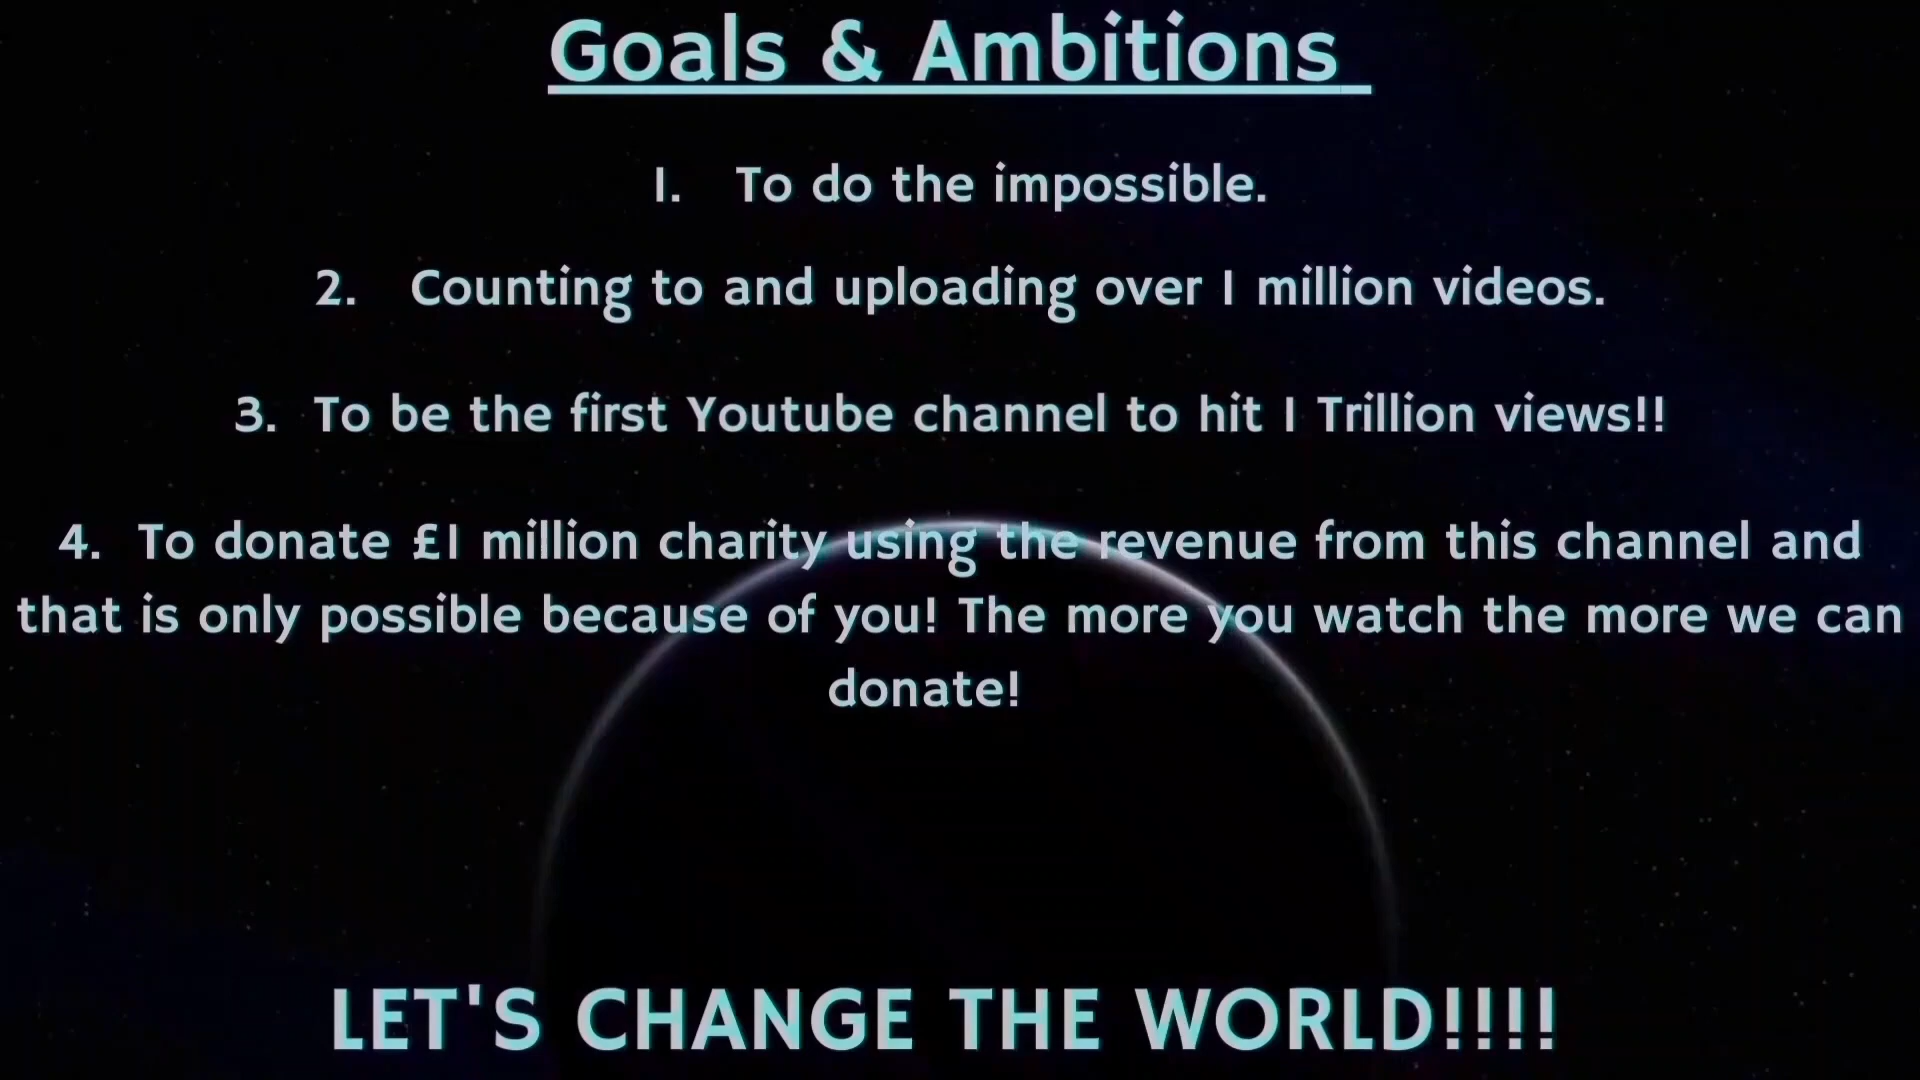 Goals & Ambitions
1. To do the impossible.
2. Counting to and uploading over 1 million videos.
3. To be the first Youtube channel to hit 1 Trillion views!!
4. To donate £1 million charity using the revenue from this channel and
that is only possible because of you! The more you watch the more we can
donate!
LET'S CHANGE THE WORLD!!!!